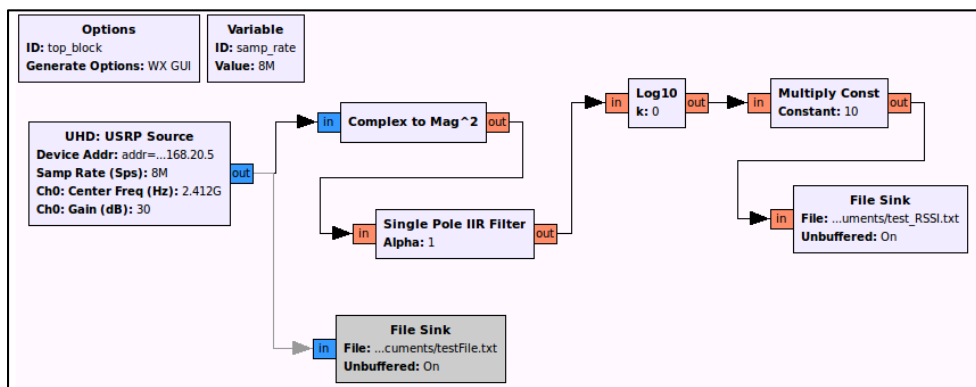 Options
ID: top_block
Generate Options: WX GUI
Variable
ID: samp_rate
Value: 8M
UHD: USRP Source
Device Addr: addr=...168.20.5
Samp Rate (Sps): 8M
Ch0: Center Freq (Hz): 2.412G
Ch0: Gain (dB): 30
out
in
Complex to Mag^2
out
in
Single Pole IIR Filter
Alpha: 1
out
in
Log10
k: 0
out
in
Multiply Const
Constant: 10
out
in
File Sink
File: ...uments/test_RSSI.txt
Unbuffered: On
in
File Sink
File: ...cuments/testFile.txt
Unbuffered: On